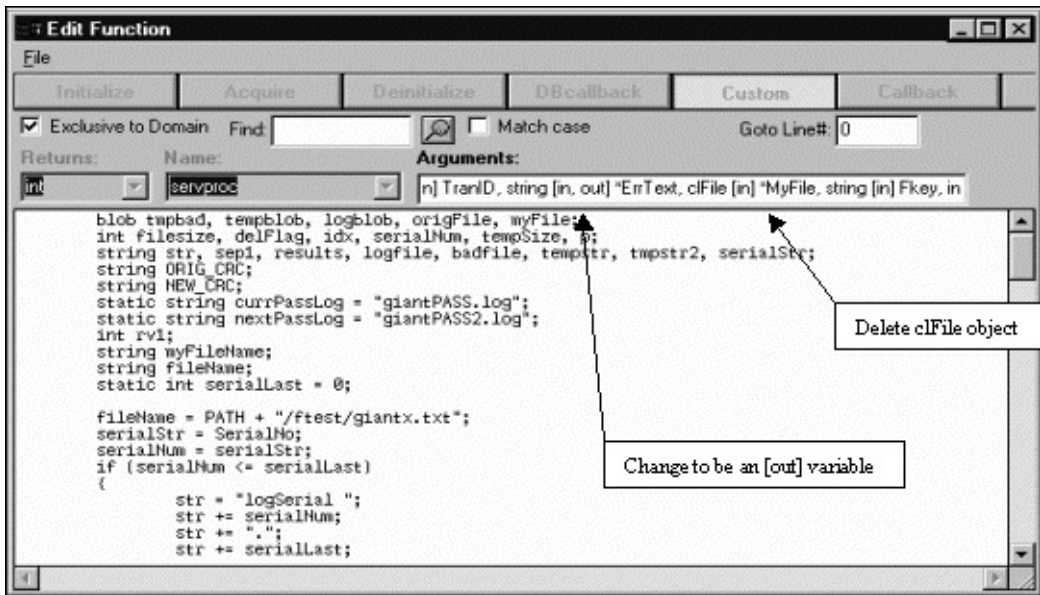 Edit Function
File
Initialize Acquire Deinitialize DBcallback Custom Callback
Exclusive to Domain Find: Match case Goto Line#: 0
Returns: Name: Arguments:
int servproc n] TranID, string [in, out] *ErrText, clFile [in] *MyFile, string [in] Fkey, in
blob tmpbad, tempblob, logblob, origFile, myFile;
int filesize, delFlag, idx, serialNum, tempSize, p;
string str, sep1, results, logfile, badfile, tempstr, tmpstr2, serialStr;
string ORIG_CRC;
string NEW_CRC;
static string currPassLog = "giantPASS.log";
static string nextPassLog = "giantPASS2.log";
int rv1;
string myFileName;
string fileName;
static int serialLast = 0;
fileName = PATH + "/ftest/giantx.txt";
serialStr = SerialNo;
serialNum = serialStr;
if (serialNum <= serialLast)
{
str = "logSerial ";
str += serialNum;
str += ".";
str += serialLast;
Delete clFile object
Change to be an [out] variable